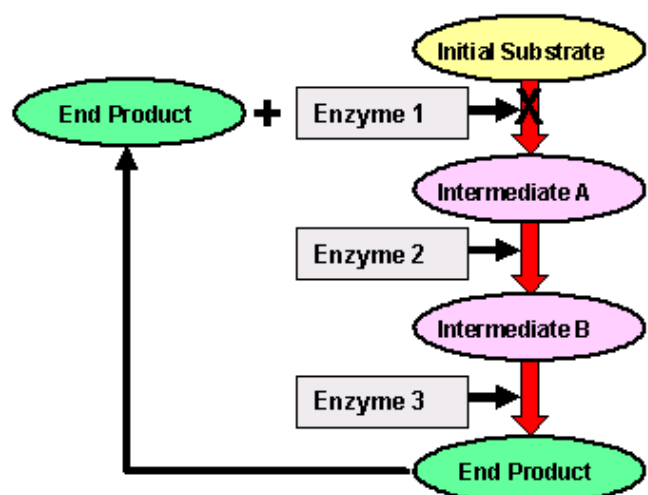 Initial Substrate
End Product + Enzyme 1
X
Intermediate A
Enzyme 2
Intermediate B
Enzyme 3
End Product